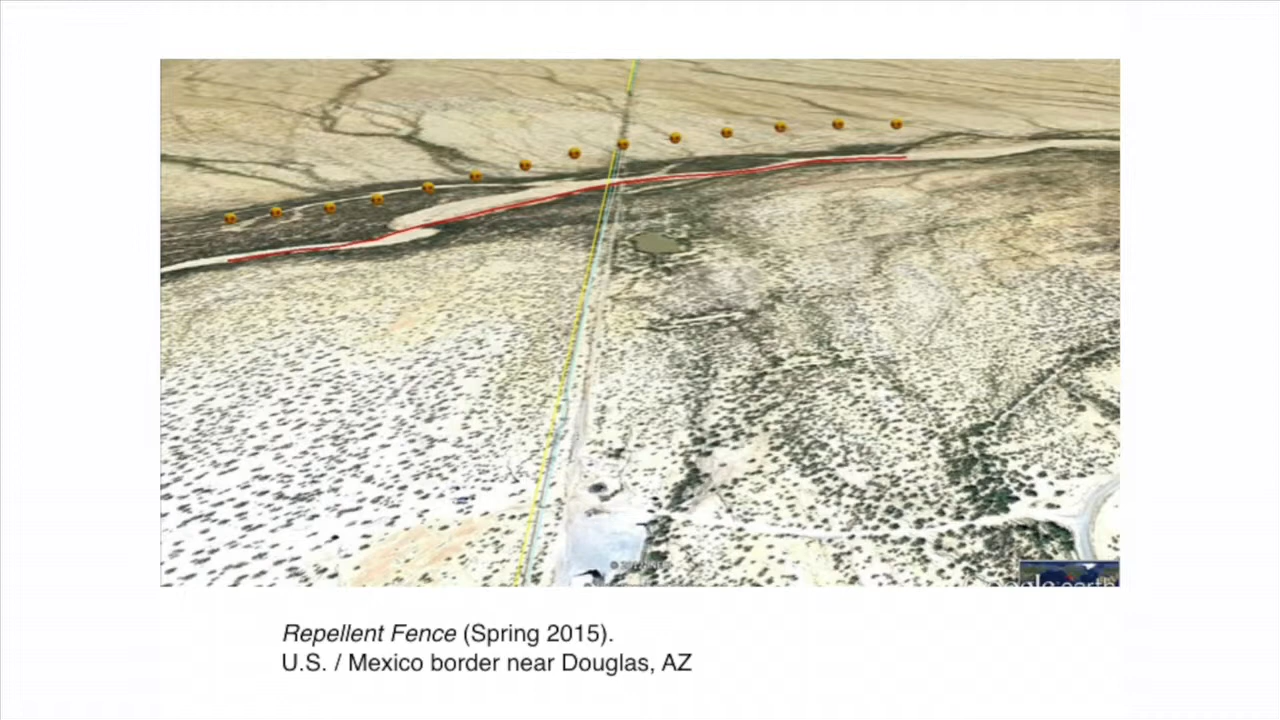 Repellent Fence (Spring 2015).
U.S. / Mexico border near Douglas, AZ